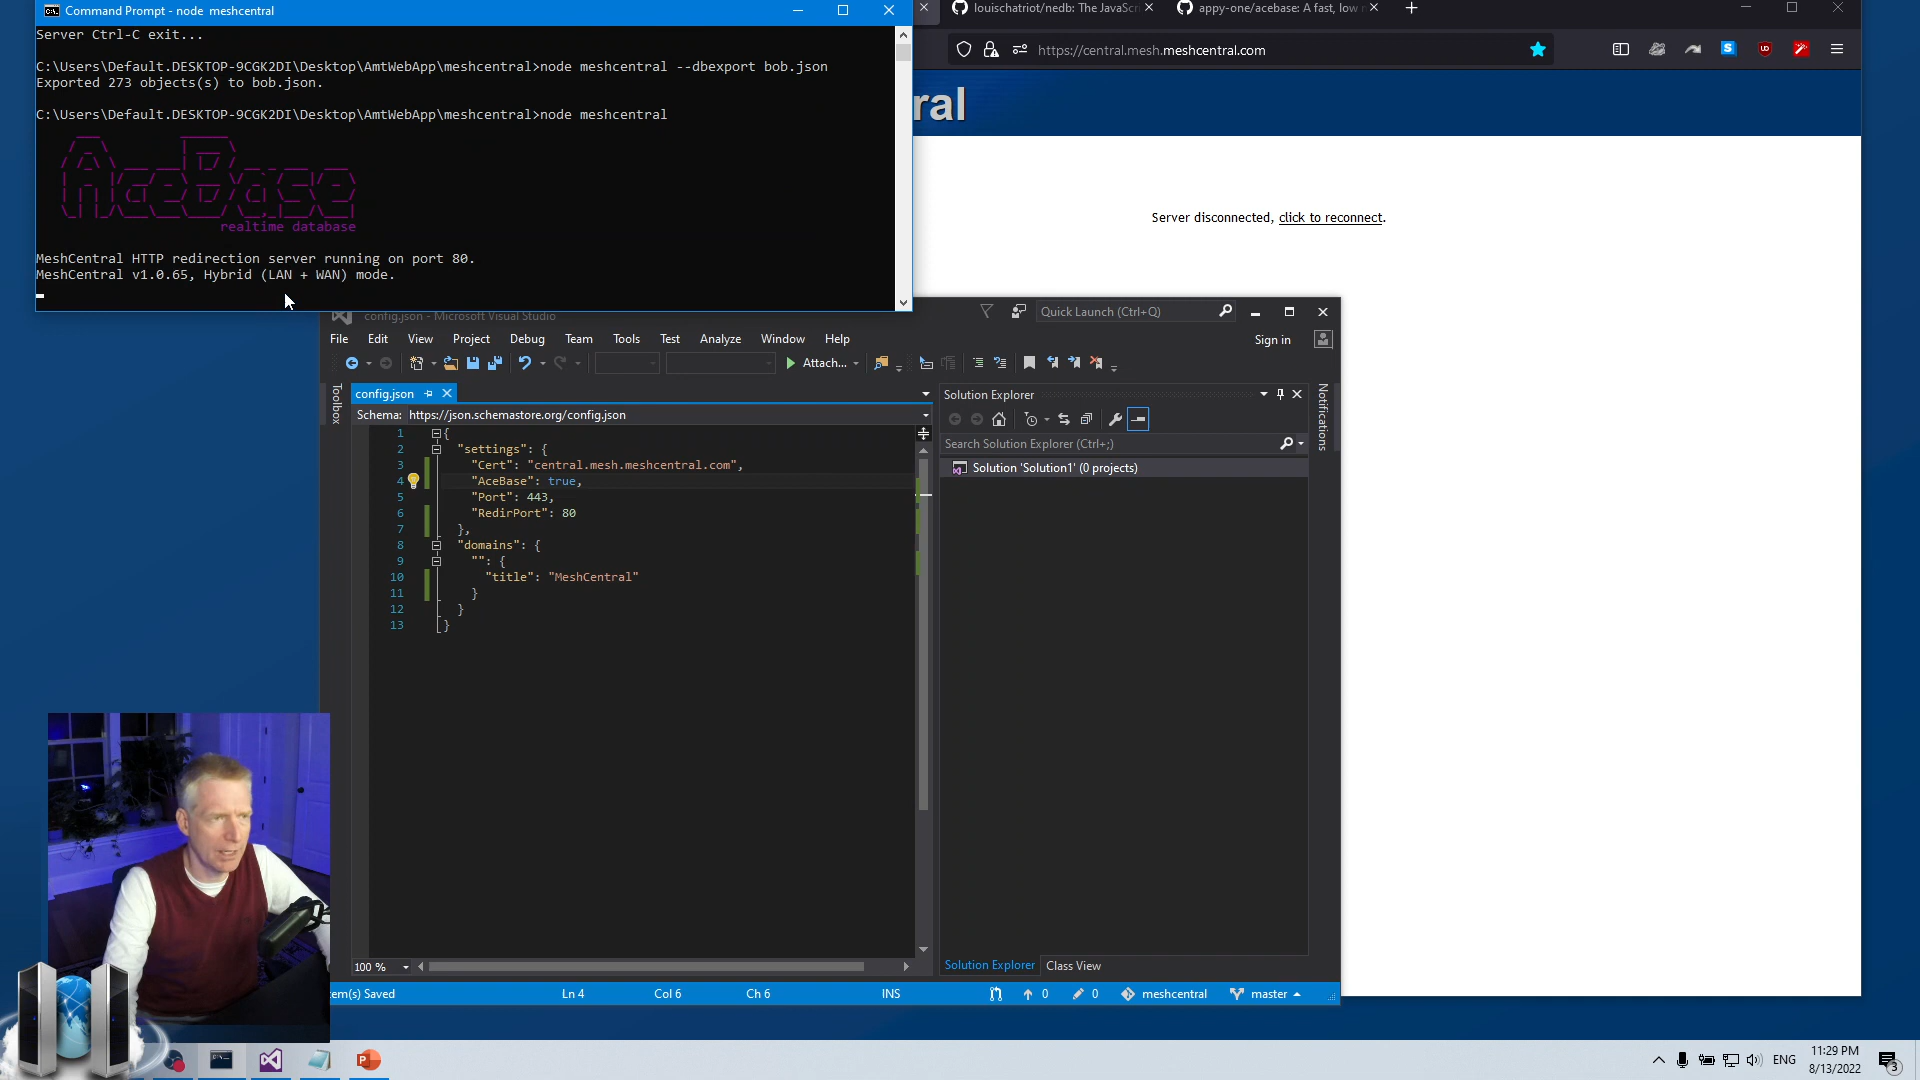 Command Prompt - node  meshcentral
Server Ctrl-C exit...
C:\Users\Default.DESKTOP-9CGK2DI\Desktop\AmtWebApp\meshcentral>node meshcentral --dbexport bob.json
Exported 273 objects(s) to bob.json.
C:\Users\Default.DESKTOP-9CGK2DI\Desktop\AmtWebApp\meshcentral>node meshcentral
AceBase
realtime database
MeshCentral HTTP redirection server running on port 80.
MeshCentral v1.0.65, Hybrid (LAN + WAN) mode.
louischatriot/nedb: The JavaScr
appy-one/acebase: A fast, low m
https://central.mesh.meshcentral.com
ral
Server disconnected, click to reconnect.
config.json - Microsoft Visual Studio
Quick Launch (Ctrl+Q)
File Edit View Project Debug Team Tools Test Analyze Window Help
Sign in
Attach...
Toolbox
config.json
Schema: https://json.schemastore.org/config.json
1 {
2 "settings": {
3 "Cert": "central.mesh.meshcentral.com",
4 "AceBase": true,
5 "Port": 443,
6 "RedirPort": 80
7 },
8 "domains": {
9 "": {
10 "title": "MeshCentral"
11 }
12 }
13 }
100 %
Solution Explorer
Search Solution Explorer (Ctrl+;)
Solution 'Solution1' (0 projects)
Notifications
Solution Explorer Class View
em(s) Saved
Ln 4 Col 6 Ch 6 INS
0 0 meshcentral master
ENG
11:29 PM
8/13/2022
3